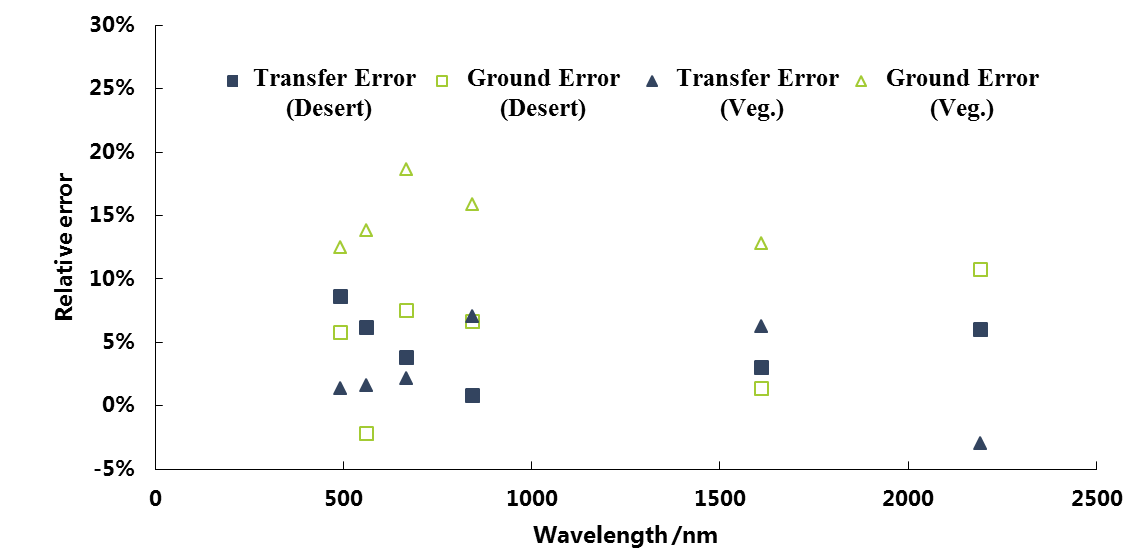 30%
25%
20%
15%
10%
5%
0%
-5%
Relative error
Transfer Error
(Desert)
Ground Error
(Desert)
Transfer Error
(Veg.)
Ground Error
(Veg.)
0
500
1000
1500
2000
2500
Wavelength /nm